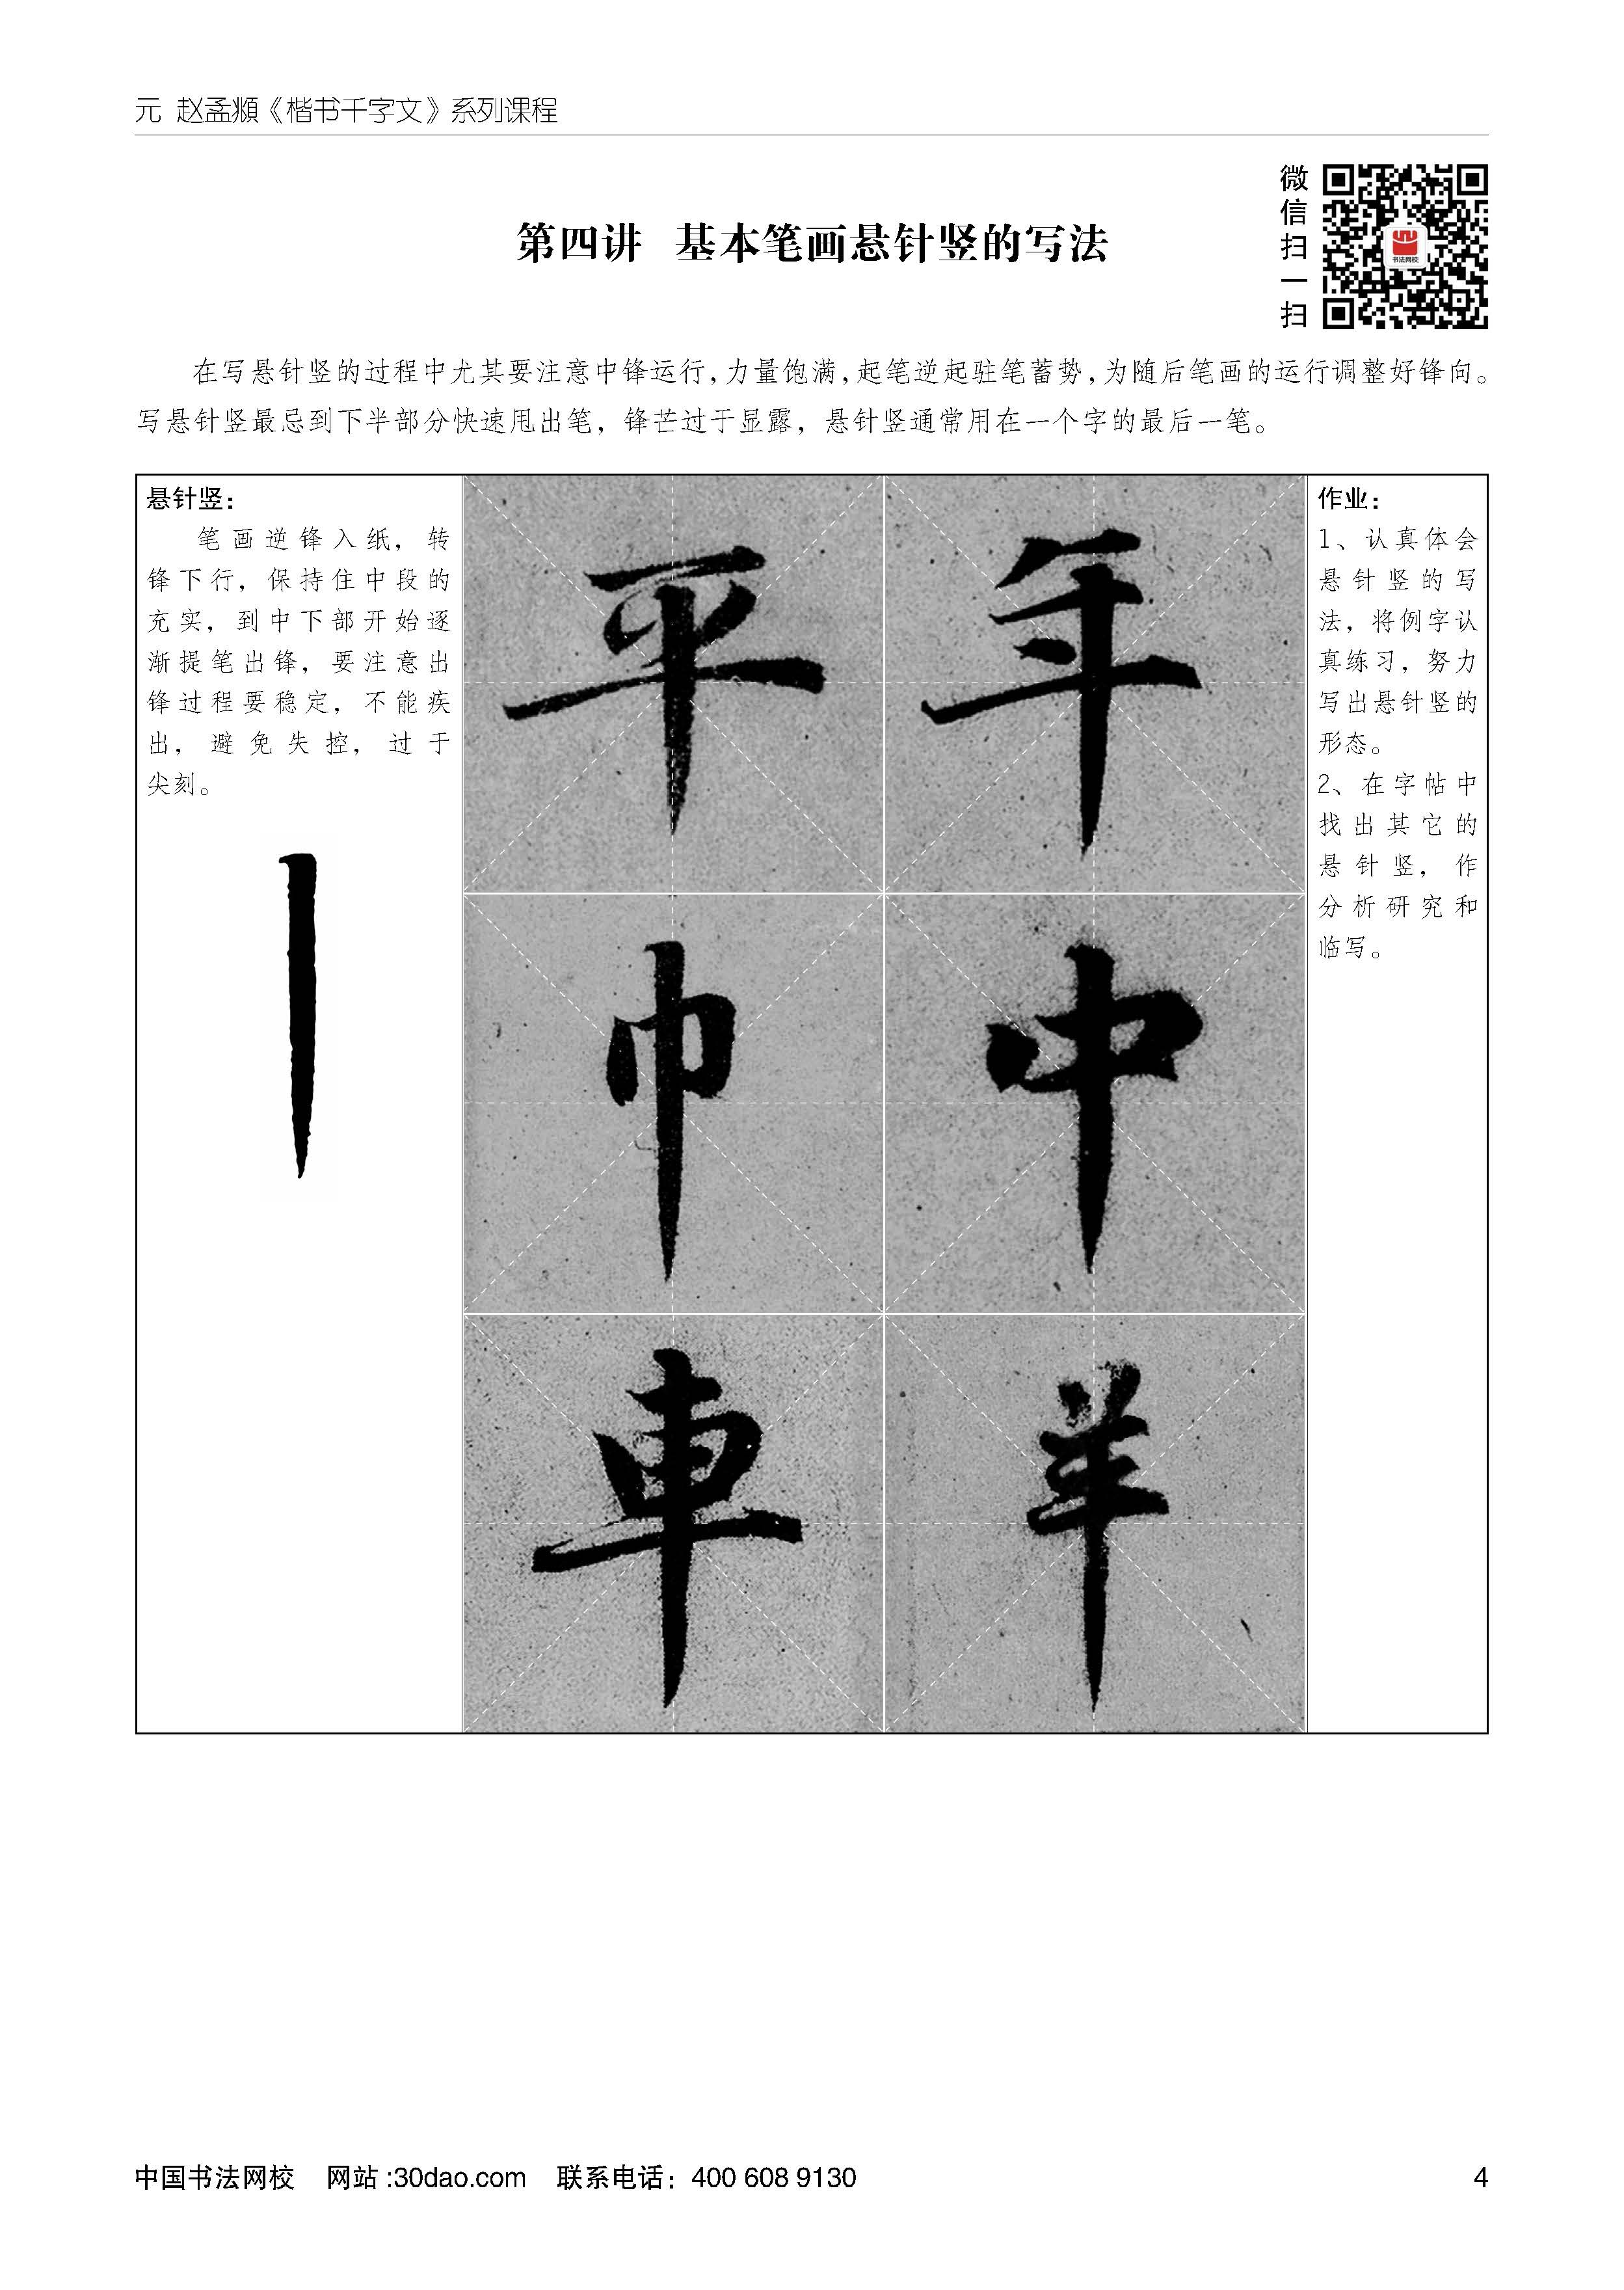 元 赵孟頫《楷书千字文》系列课程
微信扫一扫
书法网校
第四讲 基本笔画悬针竖的写法
在写悬针竖的过程中尤其要注意中锋运行，力量饱满，起笔逆起驻笔蓄势，为随后笔画的运行调整好锋向。
写悬针竖最忌到下半部分快速甩出笔，锋芒过于显露，悬针竖通常用在一个字的最后一笔。
悬针竖：
笔画逆锋入纸，转
锋下行，保持住中段的
充实，到中下部开始逐
渐提笔出锋，要注意出
锋过程要稳定，不能疾
出，避免失控，过于
尖刻。
平 年
巾 中
車 羊
作业：
1、认真体会
悬针竖的写
法，将例字认
真练习，努力
写出悬针竖的
形态。
2、在字帖中
找出其它的
悬针竖，作
分析研究和
临写。
中国书法网校 网站:30dao.com 联系电话：400 608 9130
4